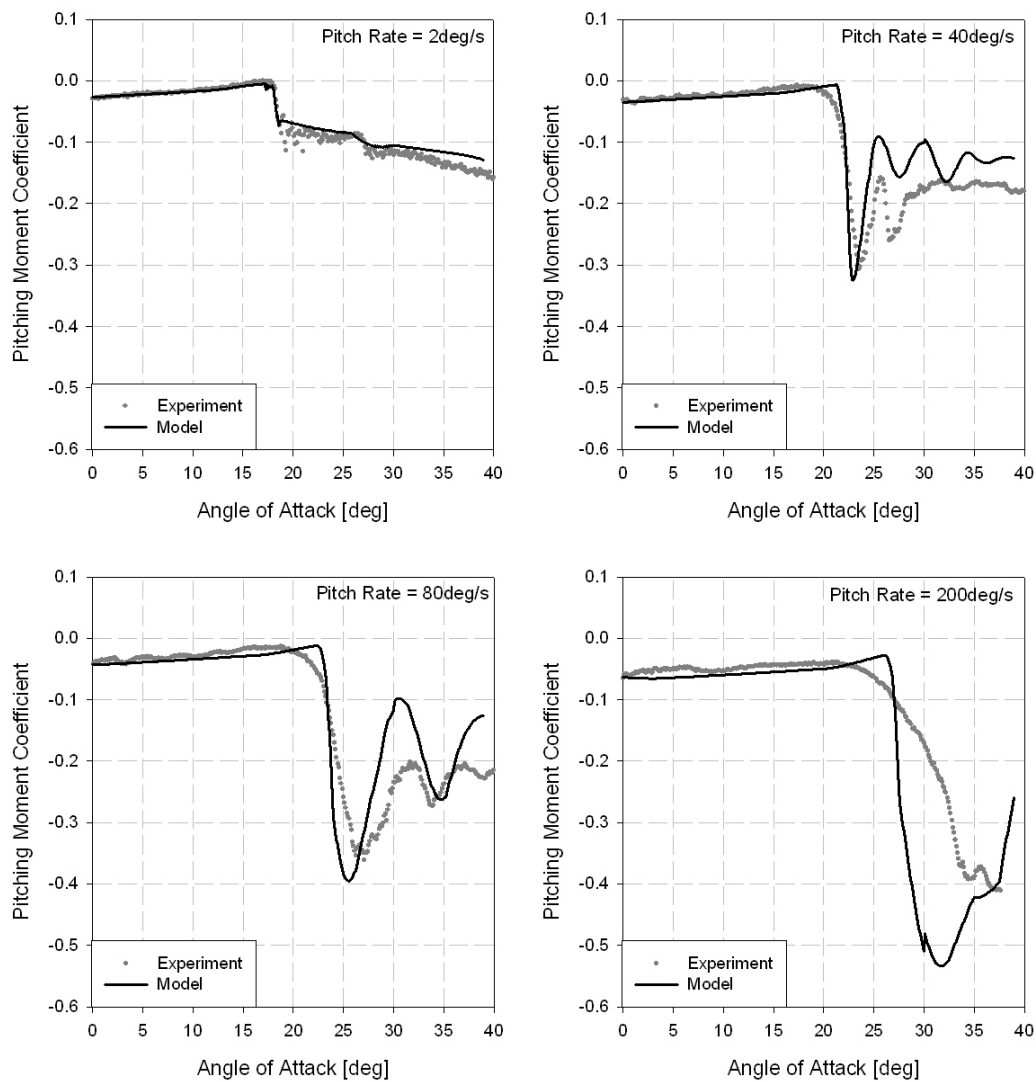 Pitch Rate = 2deg/s
0.1
0.0
-0.1
-0.2
-0.3
-0.4
-0.5
-0.6
Pitching Moment Coefficient
Experiment
Model
0 5 10 15 20 25 30 35 40
Angle of Attack [deg]
Pitch Rate = 40deg/s
0.1
0.0
-0.1
-0.2
-0.3
-0.4
-0.5
-0.6
Pitching Moment Coefficient
Experiment
Model
0 5 10 15 20 25 30 35 40
Angle of Attack [deg]
Pitch Rate = 80deg/s
0.1
0.0
-0.1
-0.2
-0.3
-0.4
-0.5
-0.6
Pitching Moment Coefficient
Experiment
Model
0 5 10 15 20 25 30 35 40
Angle of Attack [deg]
Pitch Rate = 200deg/s
0.1
0.0
-0.1
-0.2
-0.3
-0.4
-0.5
-0.6
Pitching Moment Coefficient
Experiment
Model
0 5 10 15 20 25 30 35 40
Angle of Attack [deg]